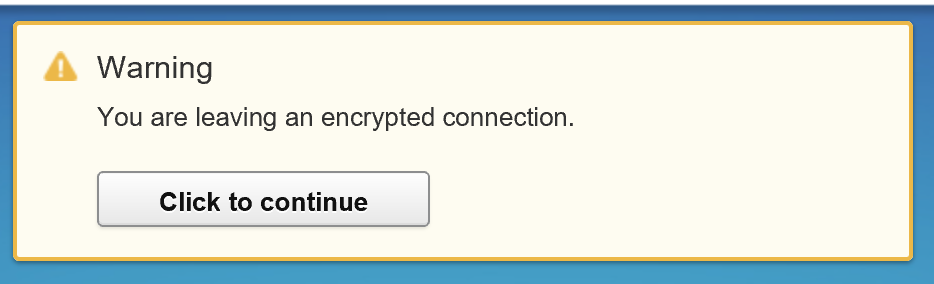 Warning
You are leaving an encrypted connection.
Click to continue